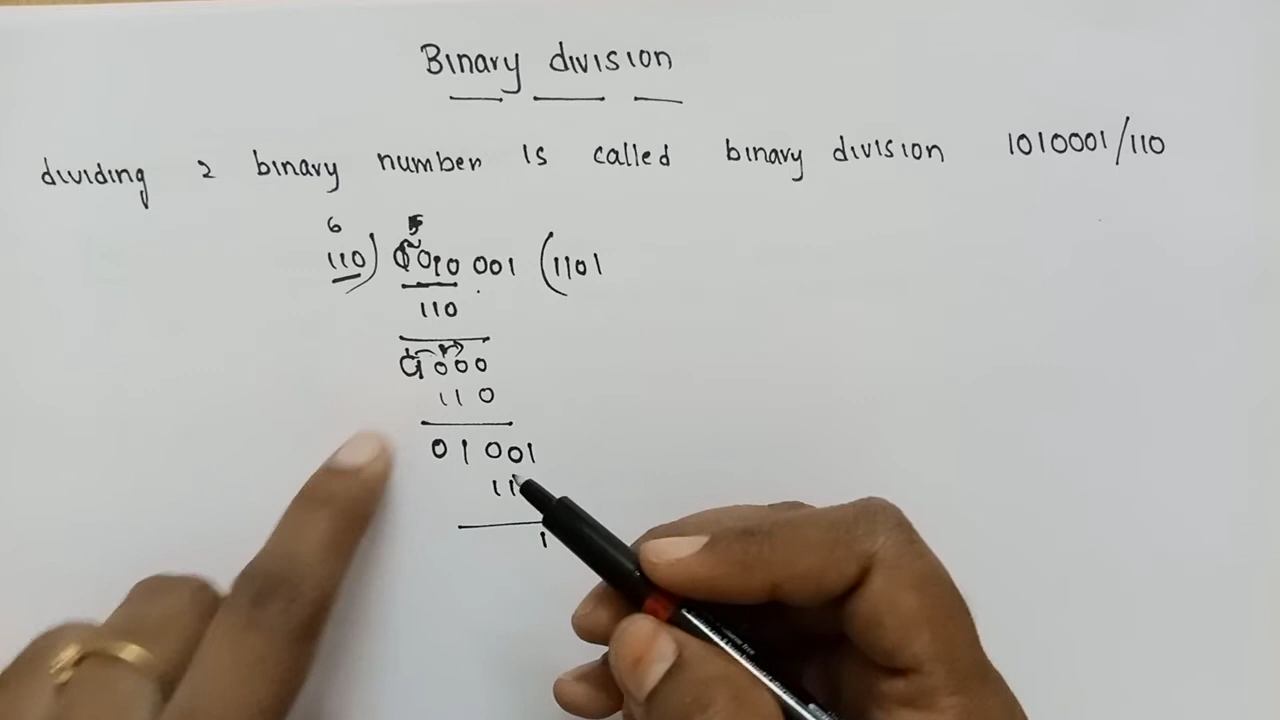 Binary division
dividing 2 binary number is called binary division 1010001/110
6
110) 1010 001 (1101
110
1000
110
01001
11
1